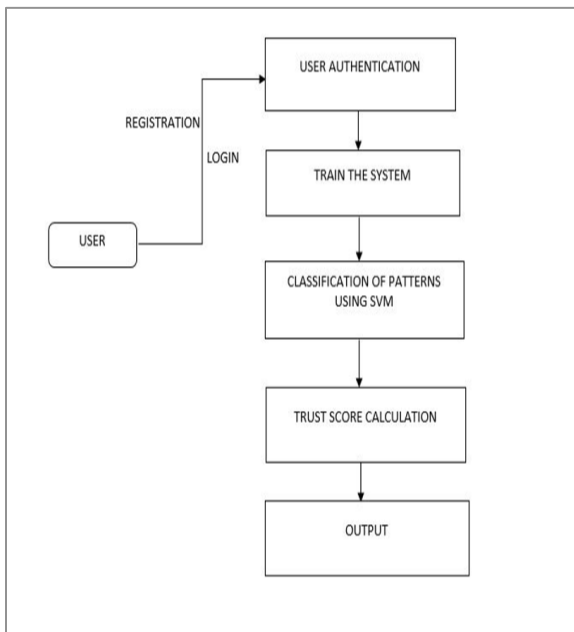 USER AUTHENTICATION
REGISTRATION
LOGIN
TRAIN THE SYSTEM
USER
CLASSIFICATION OF PATTERNS
USING SVM
TRUST SCORE CALCULATION
OUTPUT